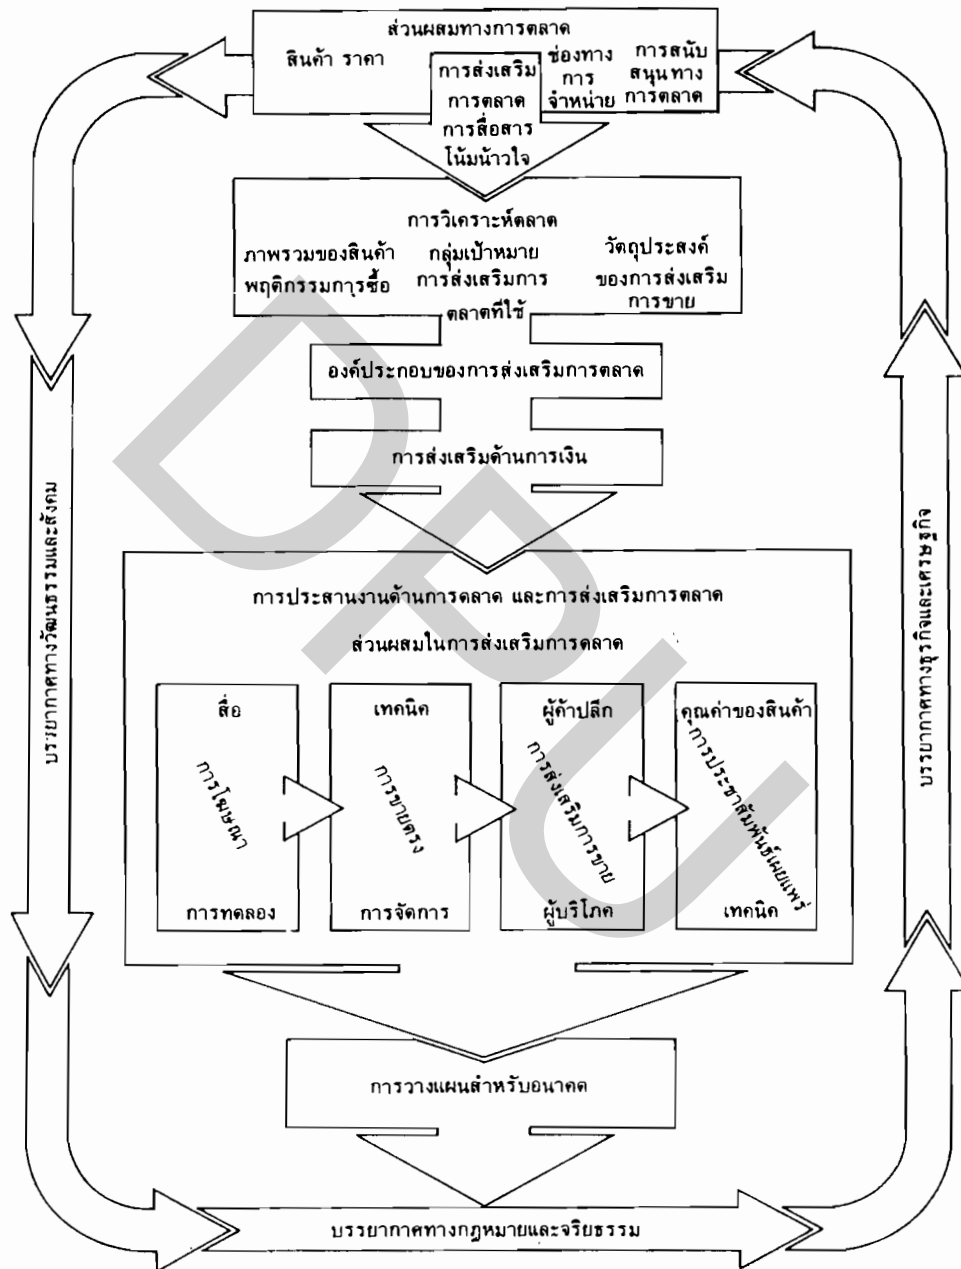 ส่วนผสมทางการตลาด
สินค้า ราคา
การส่งเสริม
การตลาด
การสื่อสาร
โน้มน้าวใจ
ช่องทาง
การ
จำหน่าย
การสนับ
สนุนทาง
การตลาด
การวิเคราะห์ตลาด
ภาพรวมของสินค้า
พฤติกรรมการซื้อ
กลุ่มเป้าหมาย
การส่งเสริมการ
ตลาดที่ใช้
วัตถุประสงค์
ของการส่งเสริม
การขาย
องค์ประกอบของการส่งเสริมการตลาด
การส่งเสริมด้านการเงิน
การประสานงานด้านการตลาด และการส่งเสริมการตลาด
ส่วนผสมในการส่งเสริมการตลาด
สื่อ
การโฆษณา
การทดลอง
เทคนิค
การขายตรง
การจัดการ
ผู้ค้าปลีก
การส่งเสริมการขาย
ผู้บริโภค
คุณค่าของสินค้า
การประชาสัมพันธ์เผยแพร่
เทคนิค
การวางแผนสำหรับอนาคต
บรรยากาศทางกฎหมายและจริยธรรม
บรรยากาศทางวัฒนธรรมและสังคม
บรรยากาศทางธุรกิจและเศรษฐกิจ
DPU